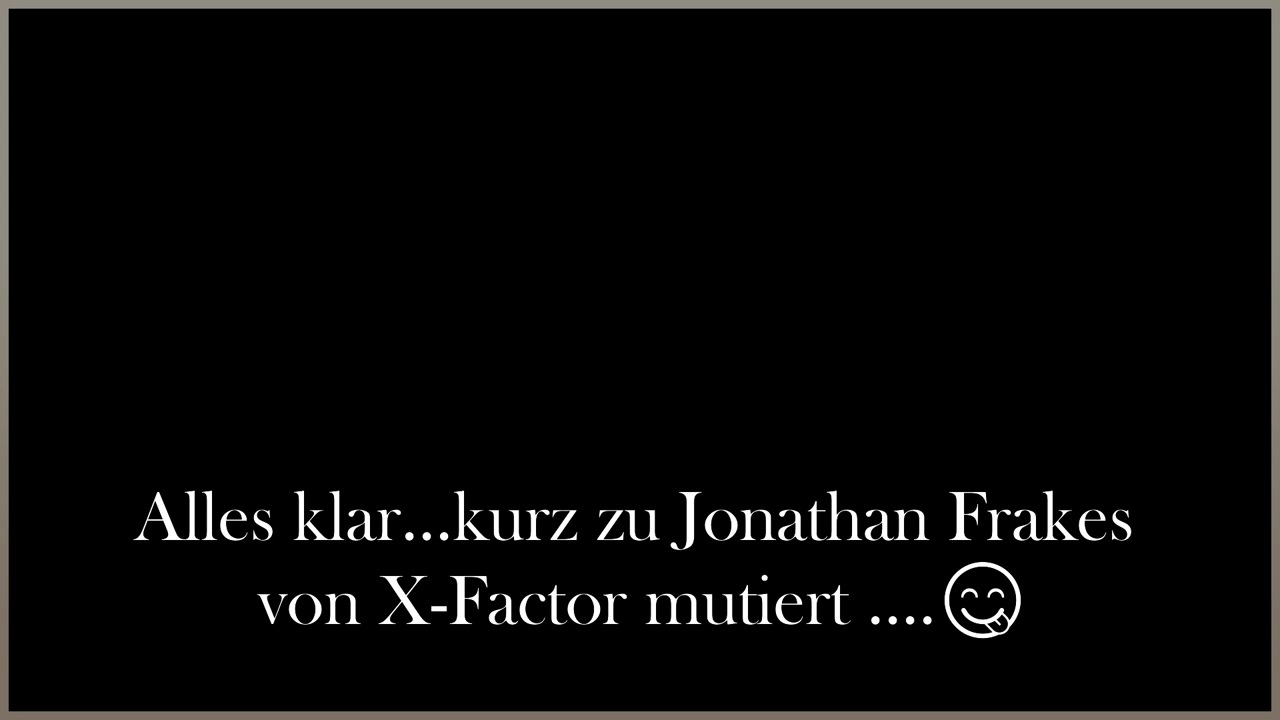 Alles klar...kurz zu Jonathan Frakes
von X-Factor mutiert ....😋